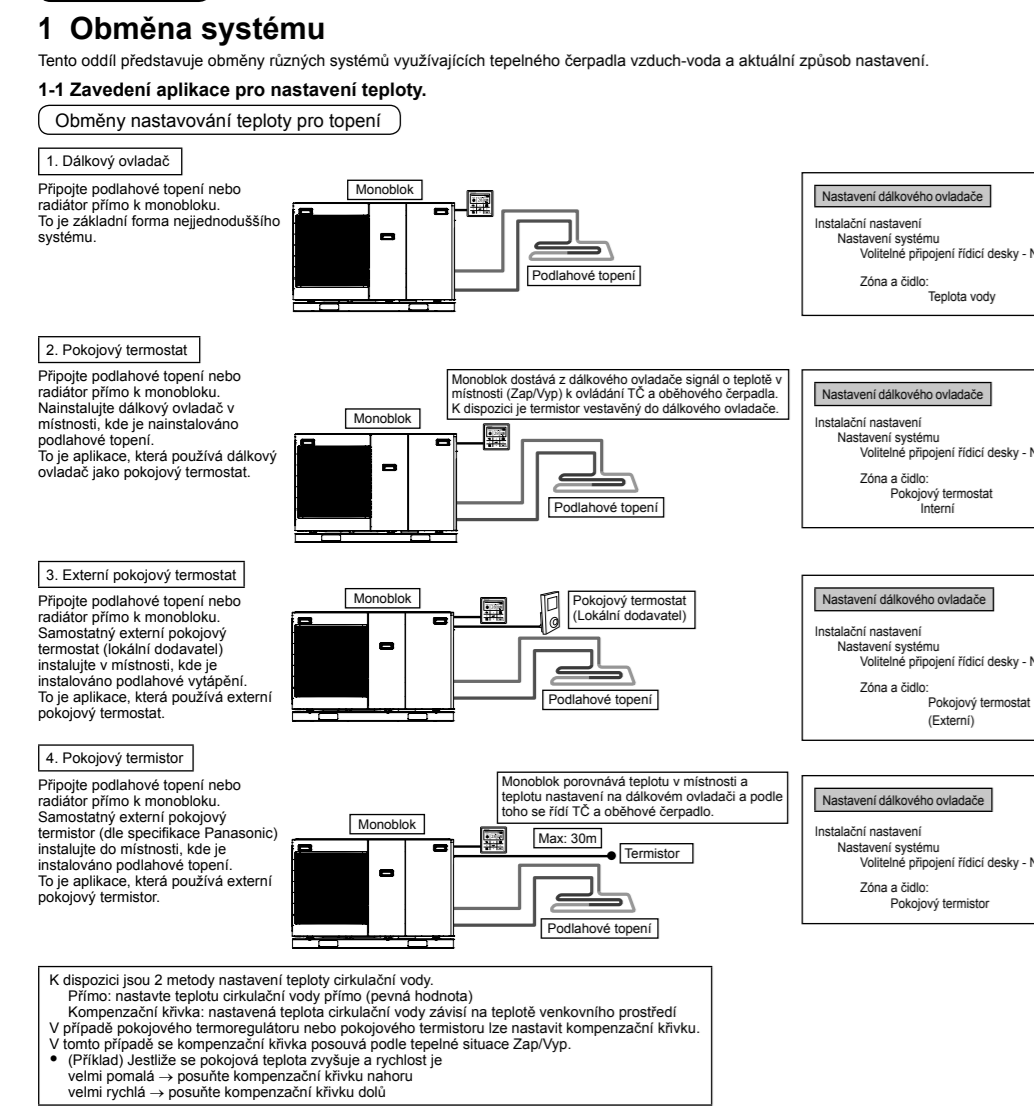 1 Obměna systému
Tento oddíl představuje obměny různých systémů využívajících tepelného čerpadla vzduch-voda a aktuální způsob nastavení.
1-1 Zavedení aplikace pro nastavení teploty.
Obměny nastavování teploty pro topení
1. Dálkový ovladač
Připojte podlahové topení nebo
radiátor přímo k monobloku.
To je základní forma nejjednoduššího
systému.
Monoblok
Podlahové topení
Nastavení dálkového ovladače
Instalační nastavení
Nastavení systému
Volitelné připojení řídicí desky -
Zóna a čidlo:
Teplota vody
2. Pokojový termostat
Připojte podlahové topení nebo
radiátor přímo k monobloku.
Nainstalujte dálkový ovladač v
místnosti, kde je nainstalováno
podlahové topení.
To je aplikace, která používá dálkový
ovladač jako pokojový termostat.
Monoblok dostává z dálkového ovladače signál o teplotě v
místnosti (Zap/Vyp) k ovládání TČ a oběhového čerpadla.
K dispozici je termistor vestavěný do dálkového ovladače.
Monoblok
Podlahové topení
Nastavení dálkového ovladače
Instalační nastavení
Nastavení systému
Volitelné připojení řídicí desky -
Zóna a čidlo:
Pokojový termostat
Interní
3. Externí pokojový termostat
Připojte podlahové topení nebo
radiátor přímo k monobloku.
Samostatný externí pokojový
termostat (lokální dodavatel)
instalujte v místnosti, kde je
instalováno podlahové vytápění.
To je aplikace, která používá externí
pokojový termostat.
Monoblok
Pokojový termostat
(Lokální dodavatel)
Podlahové topení
Nastavení dálkového ovladače
Instalační nastavení
Nastavení systému
Volitelné připojení řídicí desky -
Zóna a čidlo:
Pokojový termostat
(Externí)
4. Pokojový termistor
Připojte podlahové topení nebo
radiátor přímo k monobloku.
Samostatný externí pokojový
termistor (dle specifikace Panasonic)
instalujte do místnosti, kde je
instalováno podlahové topení.
To je aplikace, která používá externí
pokojový termistor.
Monoblok porovnává teplotu v místnosti a
teplotu nastavení na dálkovém ovladači a podle
toho se řídí TČ a oběhové čerpadlo.
Monoblok
Max: 30m
Termistor
Podlahové topení
Nastavení dálkového ovladače
Instalační nastavení
Nastavení systému
Volitelné připojení řídicí desky -
Zóna a čidlo:
Pokojový termistor
K dispozici jsou 2 metody nastavení teploty cirkulační vody.
Přímo: nastavte teplotu cirkulační vody přímo (pevná hodnota)
Kompenzační křivka: nastavená teplota cirkulační vody závisí na teplotě venkovního prostředí
V případě pokojového termoregulátoru nebo pokojového termistoru lze nastavit kompenzační křivku.
V tomto případě se kompenzační křivka posouvá podle tepelné situace Zap/Vyp.
• (Příklad) Jestliže se pokojová teplota zvyšuje a rychlost je
velmi pomalá → posuňte kompenzační křivku nahoru
velmi rychlá → posuňte kompenzační křivku dolů